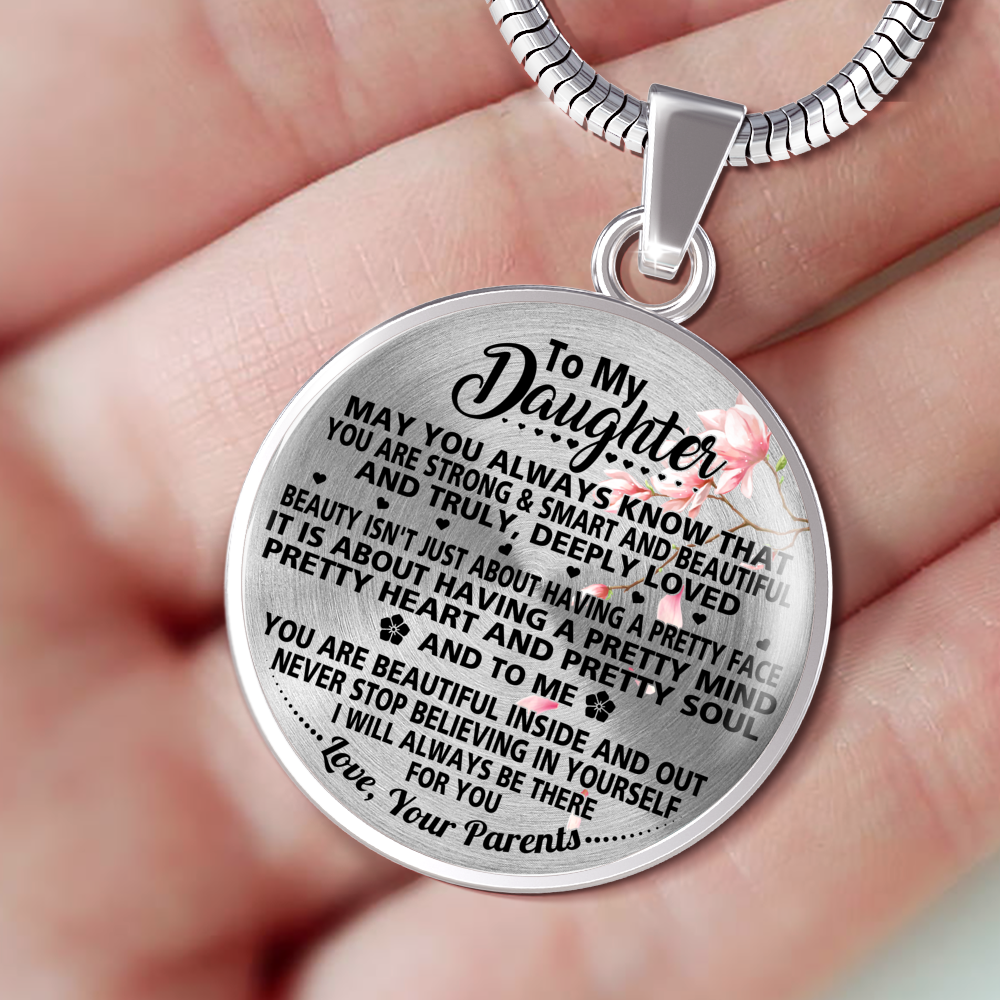 To My
Daughter
MAY YOU ALWAYS KNOW THAT
YOU ARE STRONG & SMART AND BEAUTIFUL
AND TRULY, DEEPLY LOVED
BEAUTY ISN'T JUST ABOUT HAVING A PRETTY FACE
IT IS ABOUT HAVING A PRETTY MIND
PRETTY HEART AND PRETTY SOUL
AND TO ME
YOU ARE BEAUTIFUL INSIDE AND OUT
NEVER STOP BELIEVING IN YOURSELF
I WILL ALWAYS BE THERE
FOR YOU
Love, Your Parents